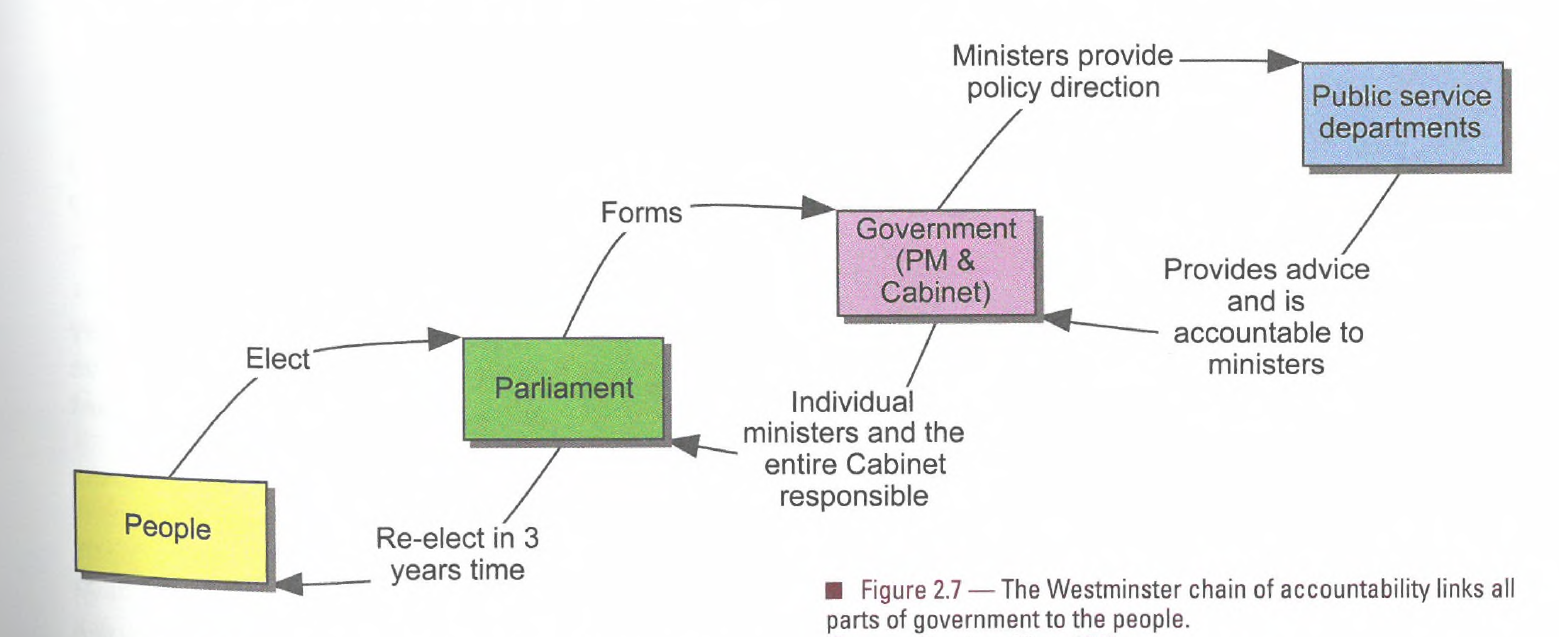 Ministers provide
policy direction
Public service
departments
Forms
Government
(PM &
Cabinet)
Provides advice
and is
accountable to
ministers
Elect
Parliament
Individual
ministers and the
entire Cabinet
responsible
People
Re-elect in 3
years time
■ Figure 2.7 — The Westminster chain of accountability links all
parts of government to the people.